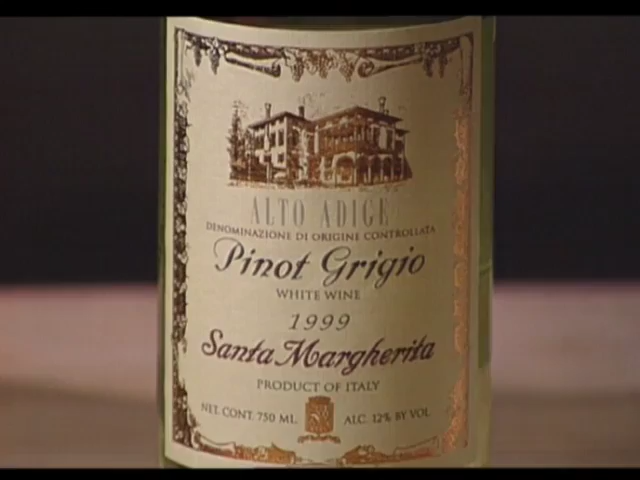 ALTO ADIGE
DENOMINAZIONE DI ORIGINE CONTROLLATA
Pinot Grigio
WHITE WINE
1999
Santa Margherita
PRODUCT OF ITALY
NET. CONT. 750 ML. ALC. 12% BY VOL.